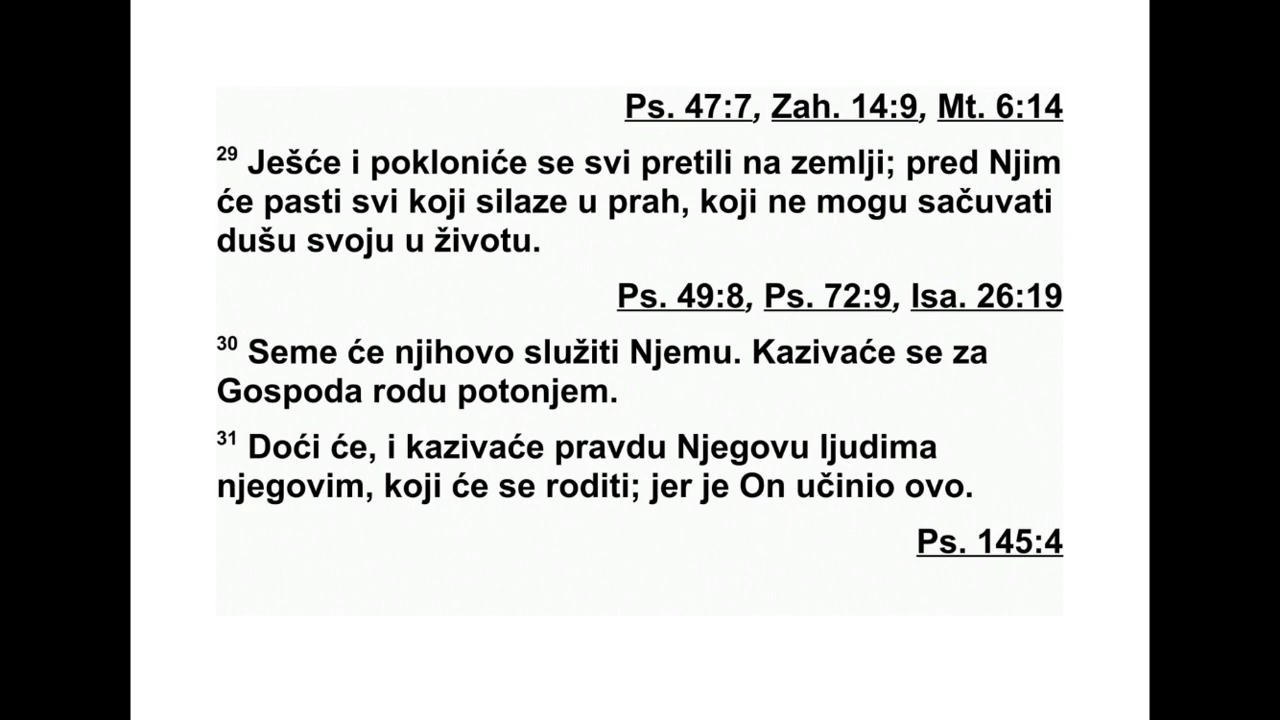 Ps. 47:7, Zah. 14:9, Mt. 6:14
29 Ješće i pokloniće se svi pretili na zemlji; pred Njim
će pasti svi koji silaze u prah, koji ne mogu sačuvati
dušu svoju u životu.
Ps. 49:8, Ps. 72:9, Isa. 26:19
30 Seme će njihovo služiti Njemu. Kazivaće se za
Gospoda rodu potonjem.
31 Doći će, i kazivaće pravdu Njegovu ljudima
njegovim, koji će se roditi; jer je On učinio ovo.
Ps. 145:4